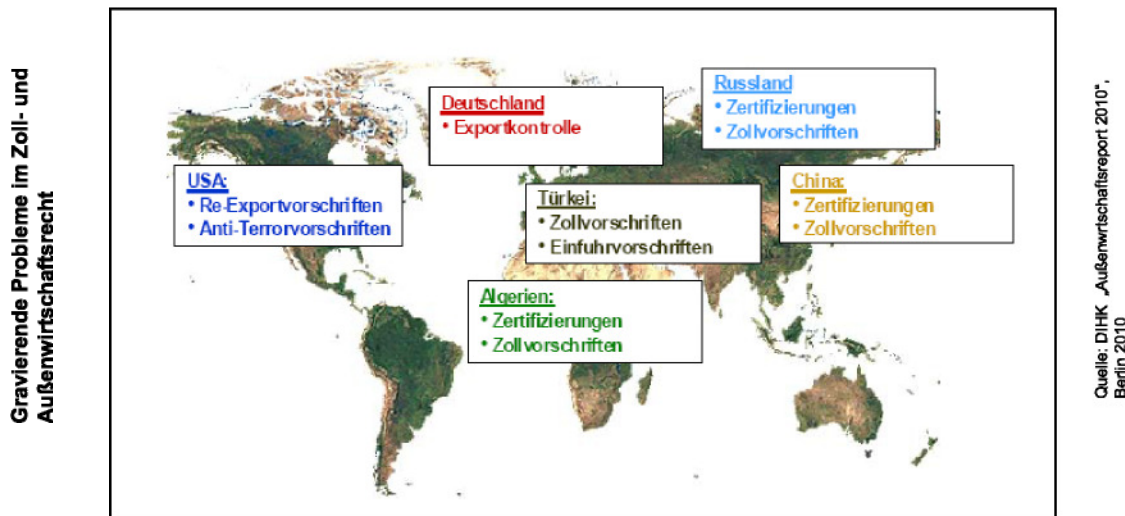 Gravierende Probleme im Zoll- und
Außenwirtschaftsrecht
Deutschland
• Exportkontrolle
Russland
• Zertifizierungen
• Zollvorschriften
USA:
• Re-Exportvorschriften
• Anti-Terrorvorschriften
Türkei:
• Zollvorschriften
• Einfuhrvorschriften
China:
• Zertifizierungen
• Zollvorschriften
Algerien:
• Zertifizierungen
• Zollvorschriften
Quelle: DIHK „Außenwirtschaftsreport 2010“,
Berlin 2010